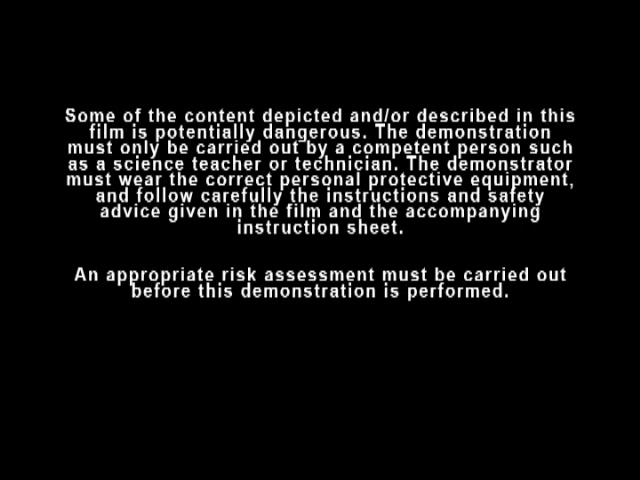 Some of the content depicted and/or described in this
film is potentially dangerous. The demonstration
must only be carried out by a competent person such
as a science teacher or technician. The demonstrator
must wear the correct personal protective equipment,
and follow carefully the instructions and safety
advice given in the film and the accompanying
instruction sheet.
An appropriate risk assessment must be carried out
before this demonstration is performed.